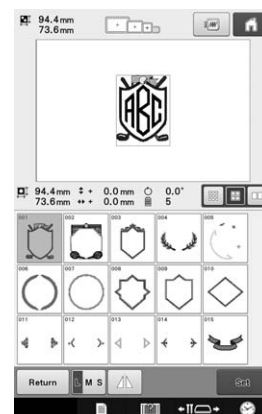 94.4mm
73.6mm
ABC
94.4mm + 0.0mm 0.0°
73.6mm + 0.0mm 5
001 002 003 004 005
006 007 008 009 010
011 012 013 014 015
Return L M S Set